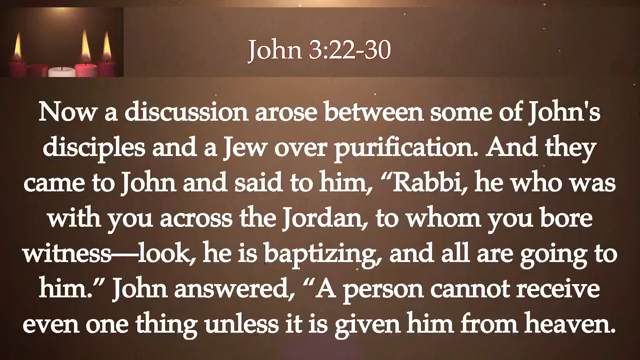 John 3:22-30
Now a discussion arose between some of John's
disciples and a Jew over purification. And they
came to John and said to him, “Rabbi, he who was
with you across the Jordan, to whom you bore
witness—look, he is baptizing, and all are going to
him.” John answered, “A person cannot receive
even one thing unless it is given him from heaven.